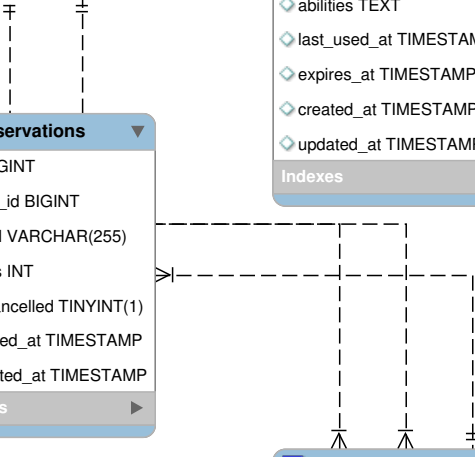 abilities TEXT
last_used_at TIMESTAM
expires_at TIMESTAMP
created_at TIMESTAMP
updated_at TIMESTAMP
Indexes
servations
GINT
_id BIGINT
VARCHAR(255)
INT
ncelled TINYINT(1)
ed_at TIMESTAMP
ted_at TIMESTAMP
s